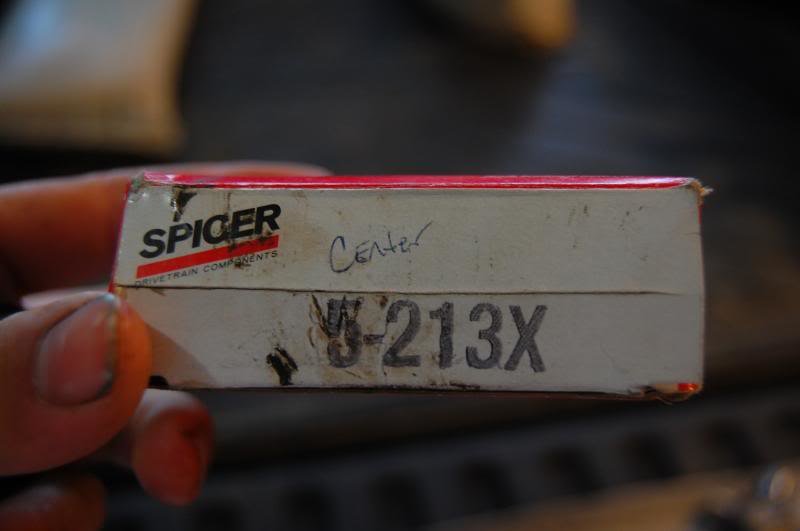 SPICER
DRIVETRAIN COMPONENTS
Center
5-213X